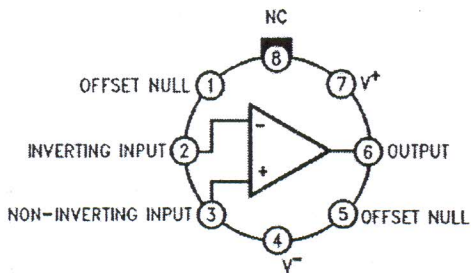 NC
8
OFFSET NULL 1
7 V+
INVERTING INPUT 2
-
6 OUTPUT
+
NON-INVERTING INPUT 3
5 OFFSET NULL
4
V-